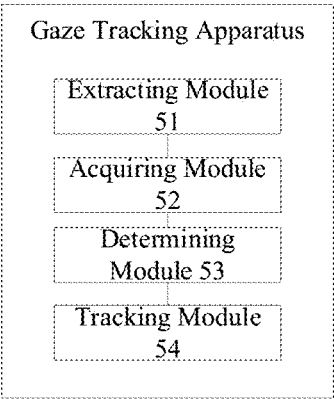 Gaze Tracking Apparatus
Extracting Module
51
Acquiring Module
52
Determining
Module 53
Tracking Module
54